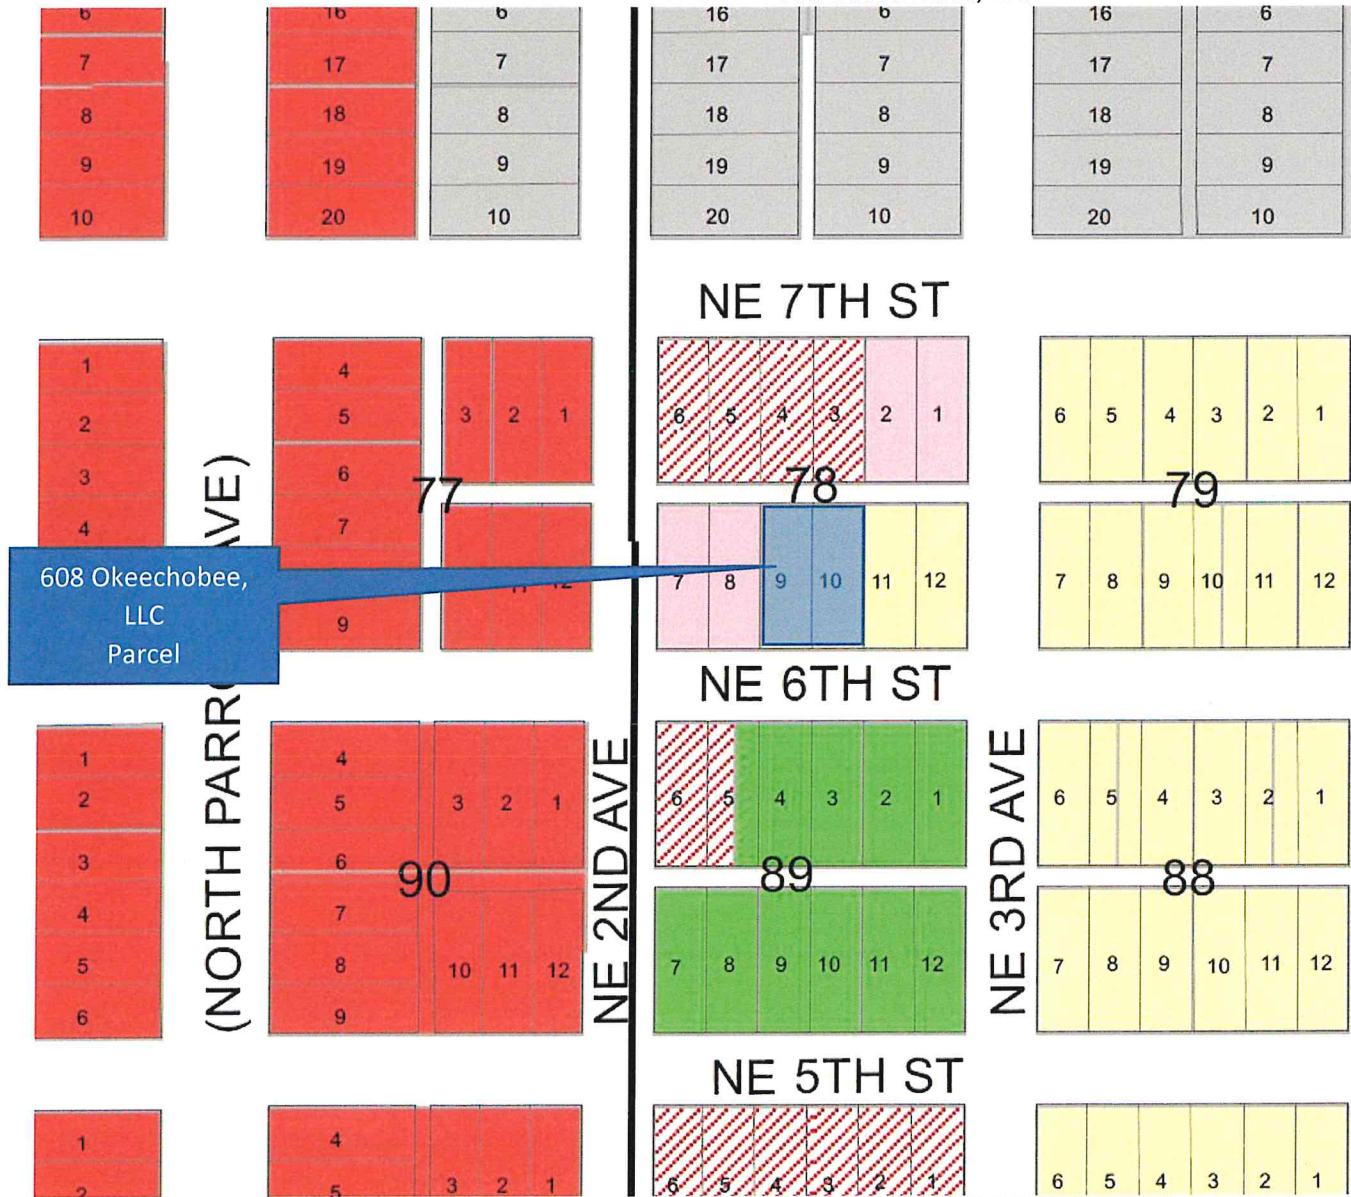 16 6 16 6 16 6
7 17 7 17 7 17 7
8 18 8 18 8 18 8
9 19 9 19 9 19 9
10 20 10 20 10 20 10
NE 7TH ST
1 4
2 5 3 2 1 6 5 4 3 2 1 6 5 4 3 2 1
3 6
77 78 79
4 7
608 Okeechobee,
LLC
Parcel
12 7 8 9 10 11 12 7 8 9 10 11 12
9
NE 6TH ST
(NORTH PARR
AVE)
NE 2ND AVE
NE 3RD AVE
1 4
2 5 3 2 1 6 5 4 3 2 1 6 5 4 3 2 1
3 6
90 89 88
4 7
5 8 10 11 12 7 8 9 10 11 12 7 8 9 10 11 12
6 9
NE 5TH ST
1 4
2 5 3 2 1 6 5 4 3 2 1 6 5 4 3 2 1